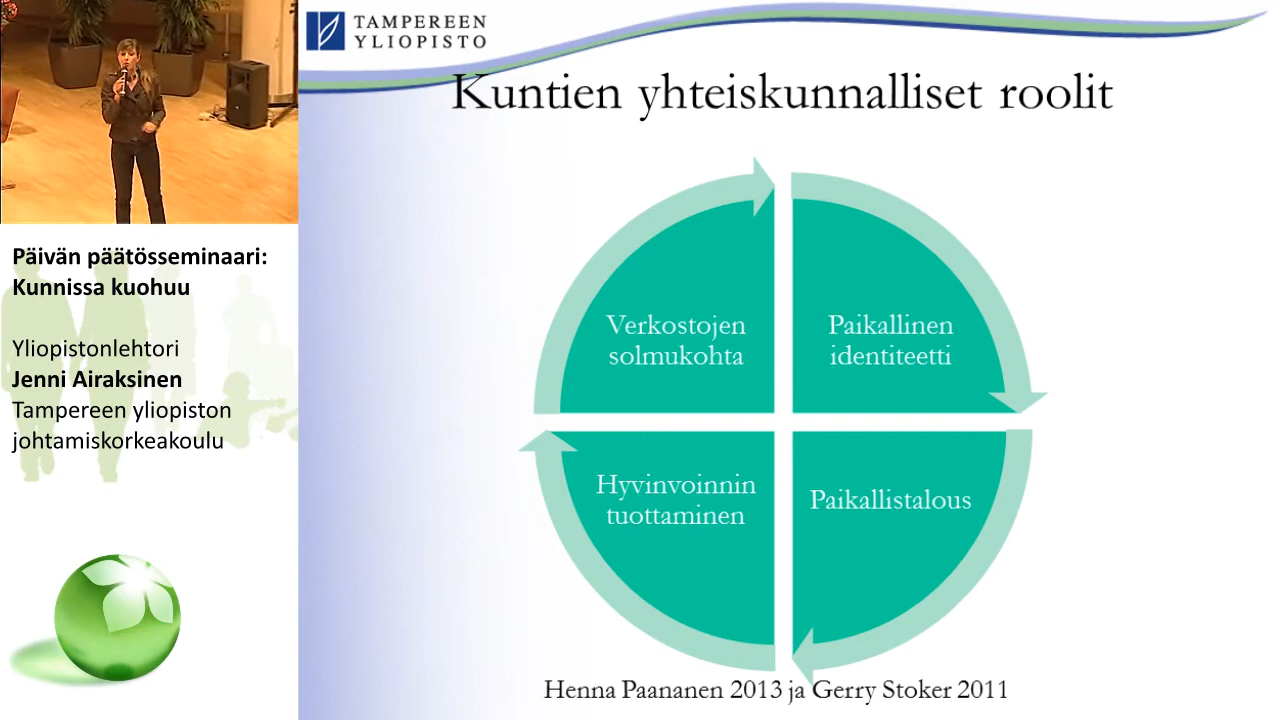 TAMPEREEN
YLIOPISTO
Kuntien yhteiskunnalliset roolit
Päivän päätösseminaari:
Kunnissa kuohuu
Yliopistonlehtori
Jenni Airaksinen
Tampereen yliopiston
johtamiskorkeakoulu
Verkostojen
solmukohta
Paikallinen
identiteetti
Hyvinvoinnin
tuottaminen
Paikallistalous
Henna Paananen 2013 ja Gerry Stoker 2011